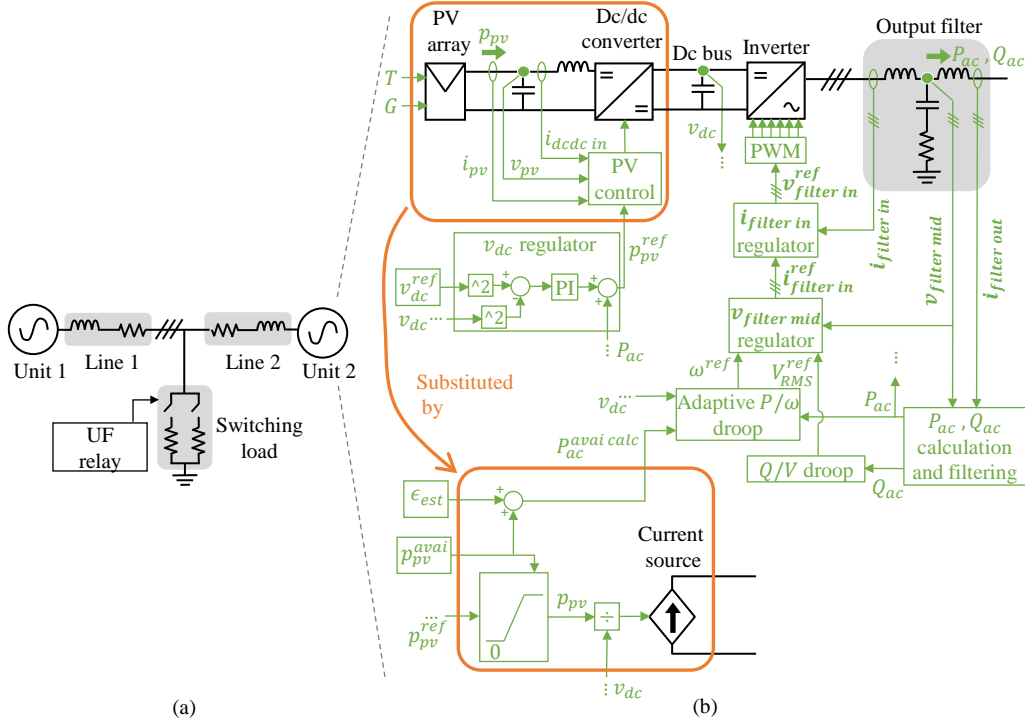 PV
array
p_pv
Dc/dc
converter
Dc bus
Inverter
Output filter
P_ac , Q_ac
T
G
=
=
=
~
i_dcdc in
i_pv
v_pv
PV
control
v_dc
...
PWM
v^ref_filter in
i_filter in
regulator
i^ref_filter in
i_filter in
v_filter mid
i_filter out
v_dc regulator
p^ref_pv
v^ref_dc
^2
+
-
PI
+
+
v_dc ...
^2
... P_ac
v_filter mid
regulator
ω^ref
V^ref_RMS
...
P_ac
Unit 1
Line 1
Line 2
Unit 2
UF
relay
Switching
load
Substituted
by
v_dc ...
Adaptive P/ω
droop
P^avai calc_ac
P_ac , Q_ac
calculation
and filtering
Q/V droop
Q_ac
ϵ_est
+
+
p^avai_pv
Current
source
...
p^ref_pv
0
p_pv
÷
... v_dc
(a)
(b)